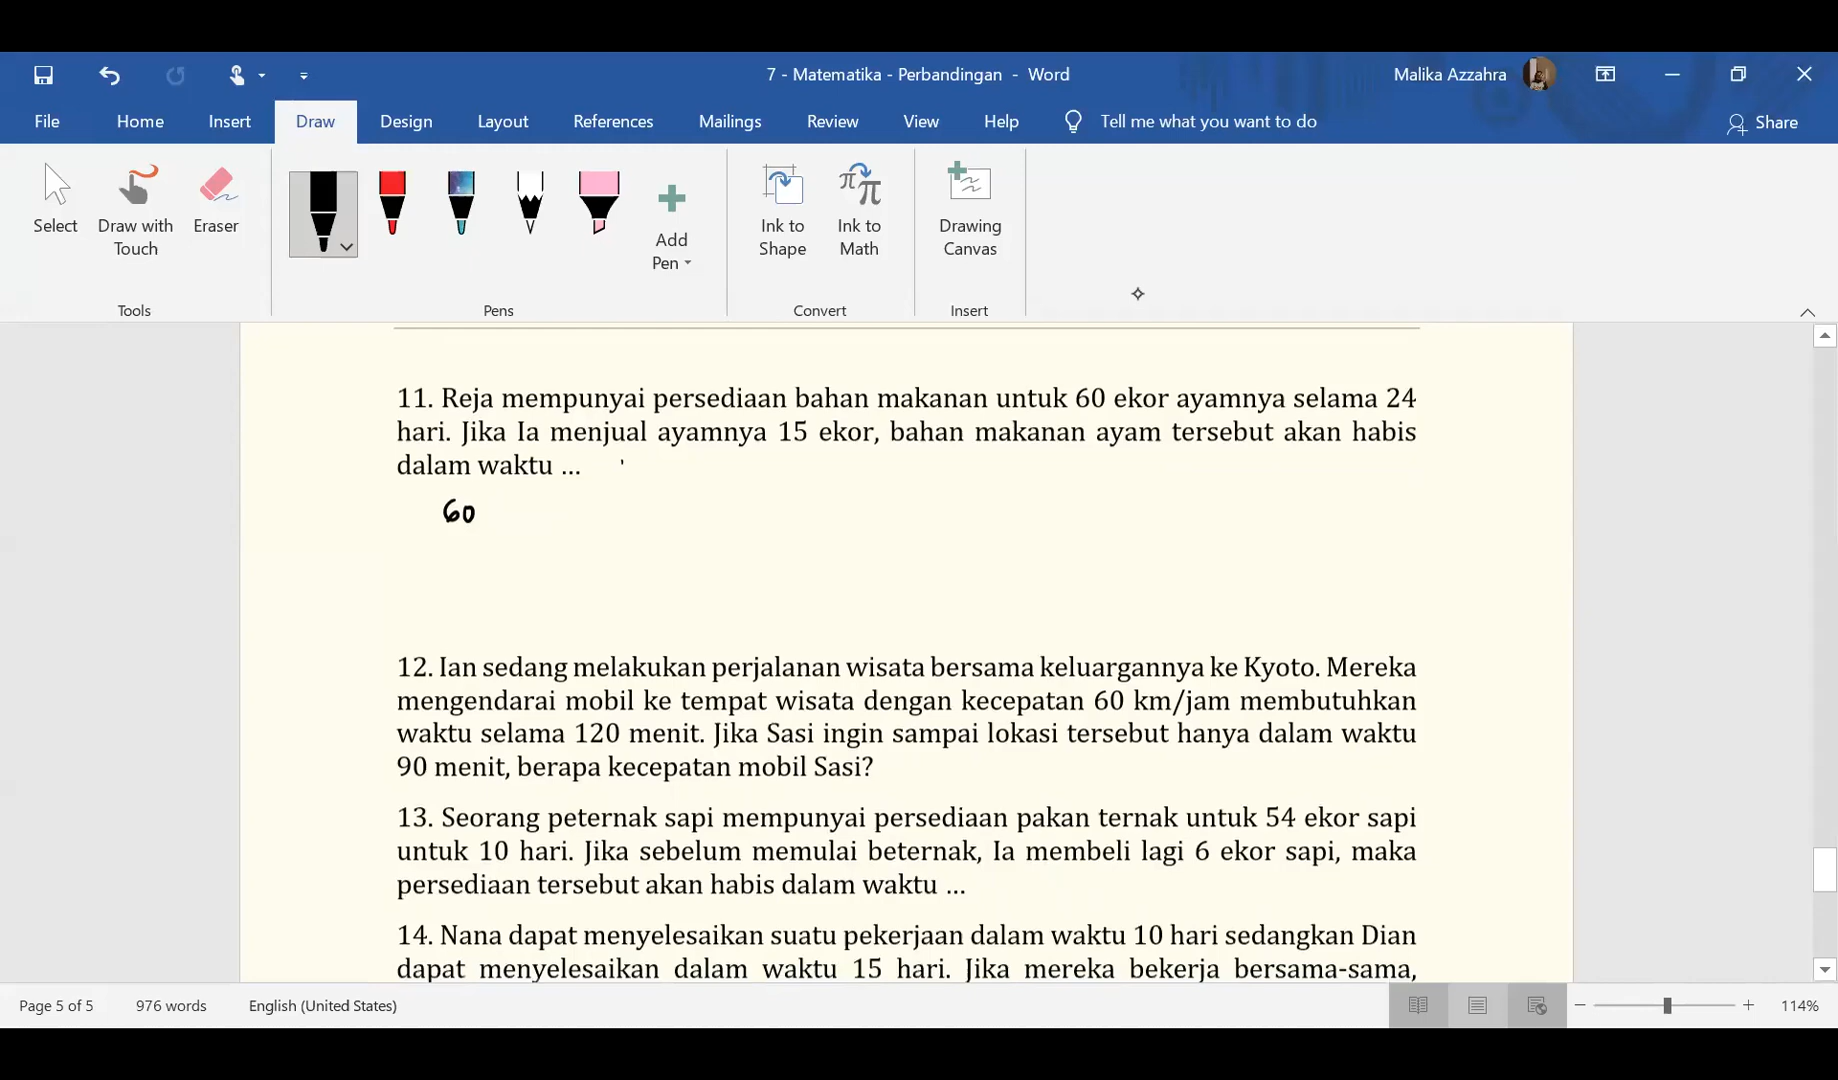 7 - Matematika - Perbandingan - Word
Malika Azzahra
File Home Insert Draw Design Layout References Mailings Review View Help Tell me what you want to do Share
Select
Draw with Touch
Eraser
Add Pen
Ink to Shape
Ink to Math
Drawing Canvas
Tools Pens Convert Insert
11. Reja mempunyai persediaan bahan makanan untuk 60 ekor ayamnya selama 24
hari. Jika Ia menjual ayamnya 15 ekor, bahan makanan ayam tersebut akan habis
dalam waktu ...
60
12. Ian sedang melakukan perjalanan wisata bersama keluargannya ke Kyoto. Mereka
mengendarai mobil ke tempat wisata dengan kecepatan 60 km/jam membutuhkan
waktu selama 120 menit. Jika Sasi ingin sampai lokasi tersebut hanya dalam waktu
90 menit, berapa kecepatan mobil Sasi?
13. Seorang peternak sapi mempunyai persediaan pakan ternak untuk 54 ekor sapi
untuk 10 hari. Jika sebelum memulai beternak, Ia membeli lagi 6 ekor sapi, maka
persediaan tersebut akan habis dalam waktu ...
14. Nana dapat menyelesaikan suatu pekerjaan dalam waktu 10 hari sedangkan Dian
dapat menyelesaikan dalam waktu 15 hari. Jika mereka bekerja bersama-sama,
Page 5 of 5 976 words English (United States) 114%